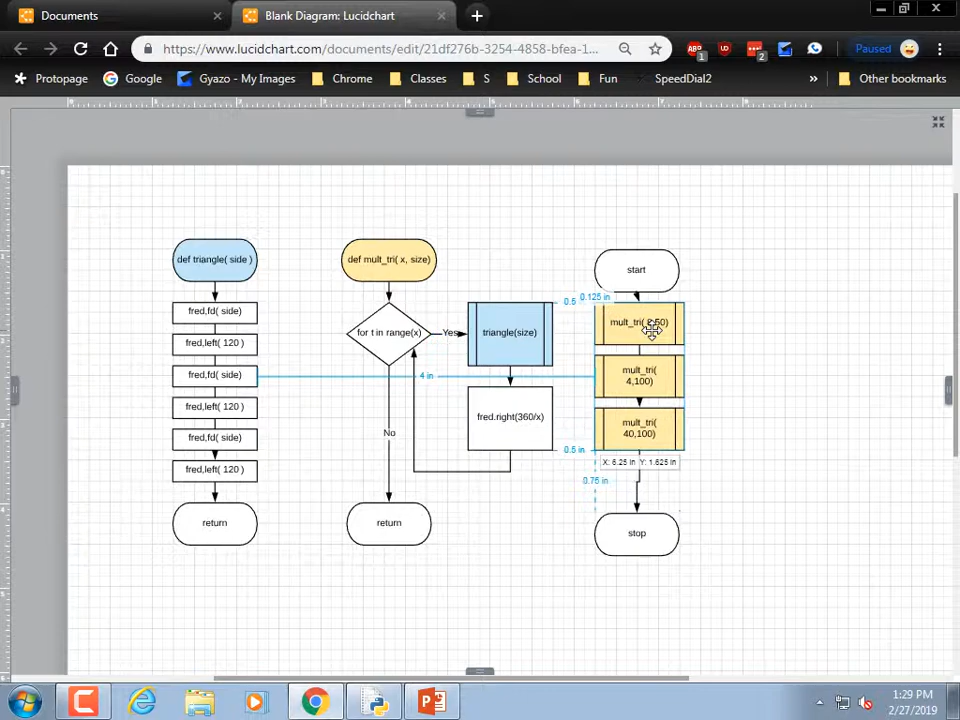 Documents
Blank Diagram: Lucidchart
https://www.lucidchart.com/documents/edit/21df276b-3254-4858-bfea-1...
ABP
1
2
Paused
Protopage
Google
Gyazo - My Images
Chrome
Classes
S
School
Fun
SpeedDial2
»
Other bookmarks
def triangle( side )
fred,fd( side)
fred,left( 120 )
fred,fd( side)
fred,left( 120 )
fred,fd( side)
fred,left( 120 )
return
def mult_tri( x, size)
for t in range(x)
Yes
No
return
triangle(size)
fred.right(360/x)
4 in
0.5
0.125 in
start
mult_tri( 50)
mult_tri(
4,100)
mult_tri(
40,100)
0.5 in
X: 6.25 in Y: 1.625 in
0.75 in
stop
1:29 PM
2/27/2019